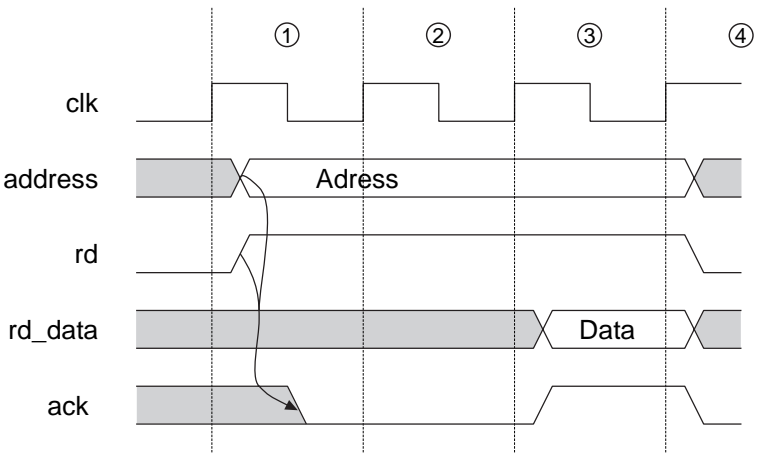 ① ② ③ ④
clk
address Adress
rd
rd_data Data
ack